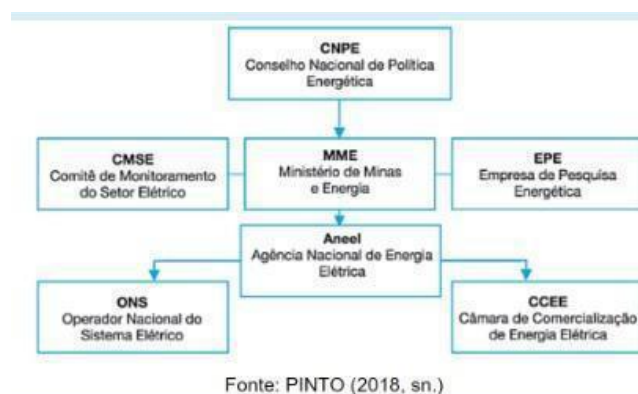 CNPE
Conselho Nacional de Política
Energética
CMSE
Comitê de Monitoramento
do Setor Elétrico
MME
Ministério de Minas
e Energia
EPE
Empresa de Pesquisa
Energética
Aneel
Agência Nacional de Energia
Elétrica
ONS
Operador Nacional do
Sistema Elétrico
CCEE
Câmara de Comercialização
de Energia Elétrica
Fonte: PINTO (2018, sn.)